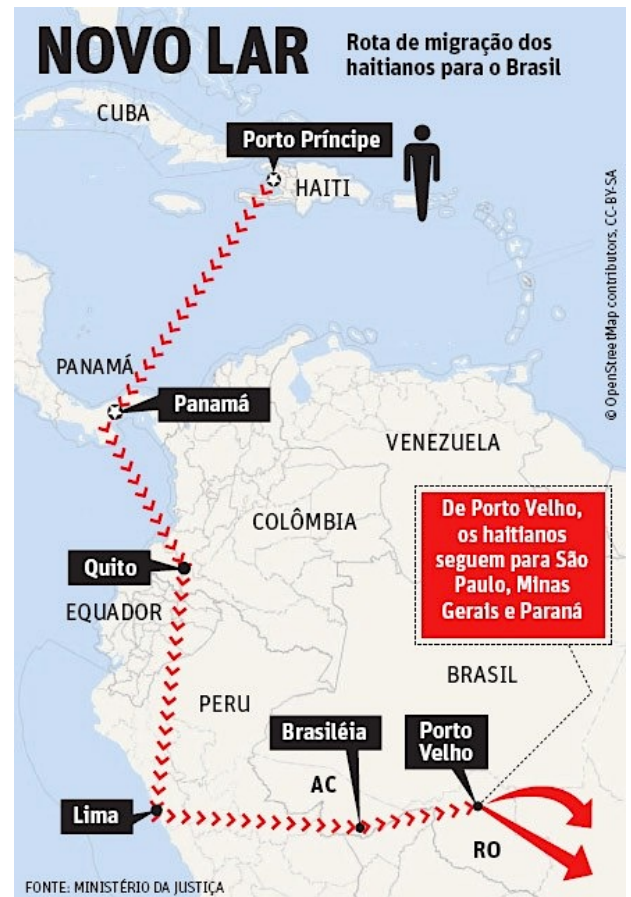 NOVO LAR
Rota de migração dos
haitianos para o Brasil
CUBA
Porto Príncipe
HAITI
© OpenStreetMap contributors, CC-BY-SA
PANAMÁ
Panamá
VENEZUELA
COLÔMBIA
De Porto Velho,
os haitianos
seguem para São
Paulo, Minas
Gerais e Paraná
Quito
EQUADOR
BRASIL
PERU
Brasiléia
Porto
Velho
AC
Lima
RO
FONTE: MINISTÉRIO DA JUSTIÇA